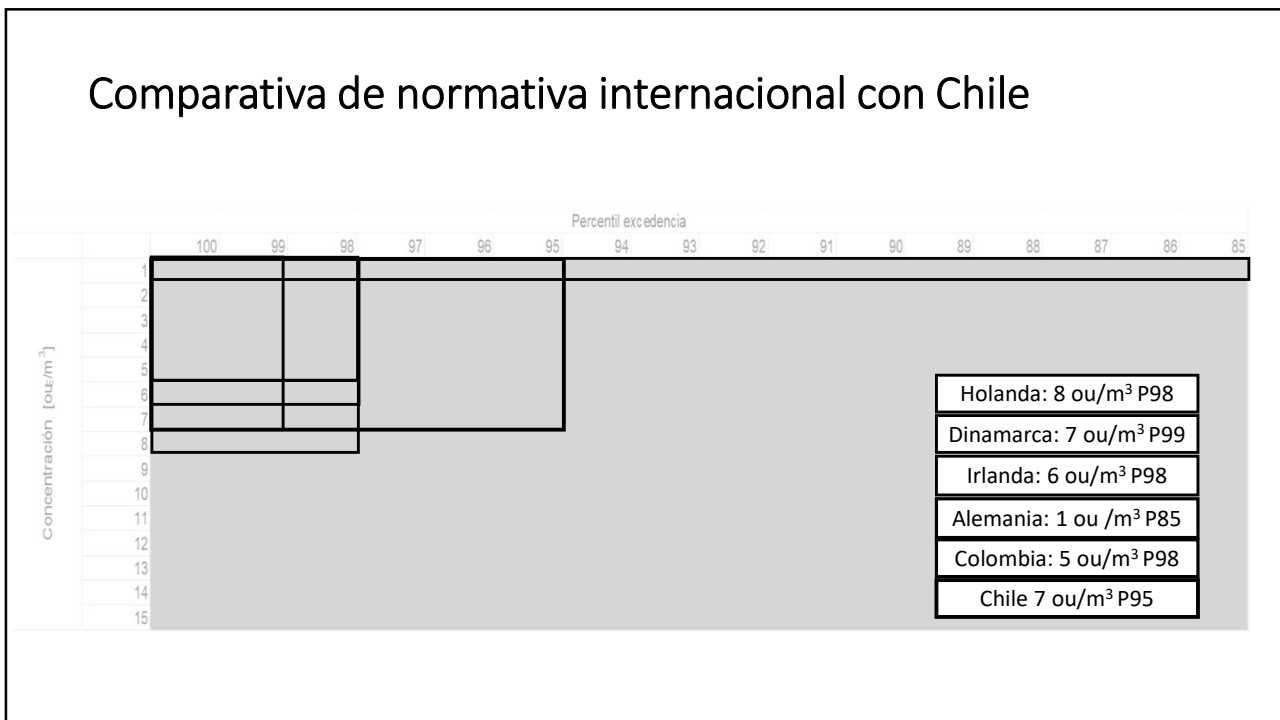 Comparativa de normativa internacional con Chile
Percentil excedencia
100 99 98 97 96 95 94 93 92 91 90 89 88 87 86 85
Concentración [ouE/m³]
1
2
3
4
5
6
7
8
9
10
11
12
13
14
15
Holanda: 8 ou/m³ P98
Dinamarca: 7 ou/m³ P99
Irlanda: 6 ou/m³ P98
Alemania: 1 ou /m³ P85
Colombia: 5 ou/m³ P98
Chile 7 ou/m³ P95